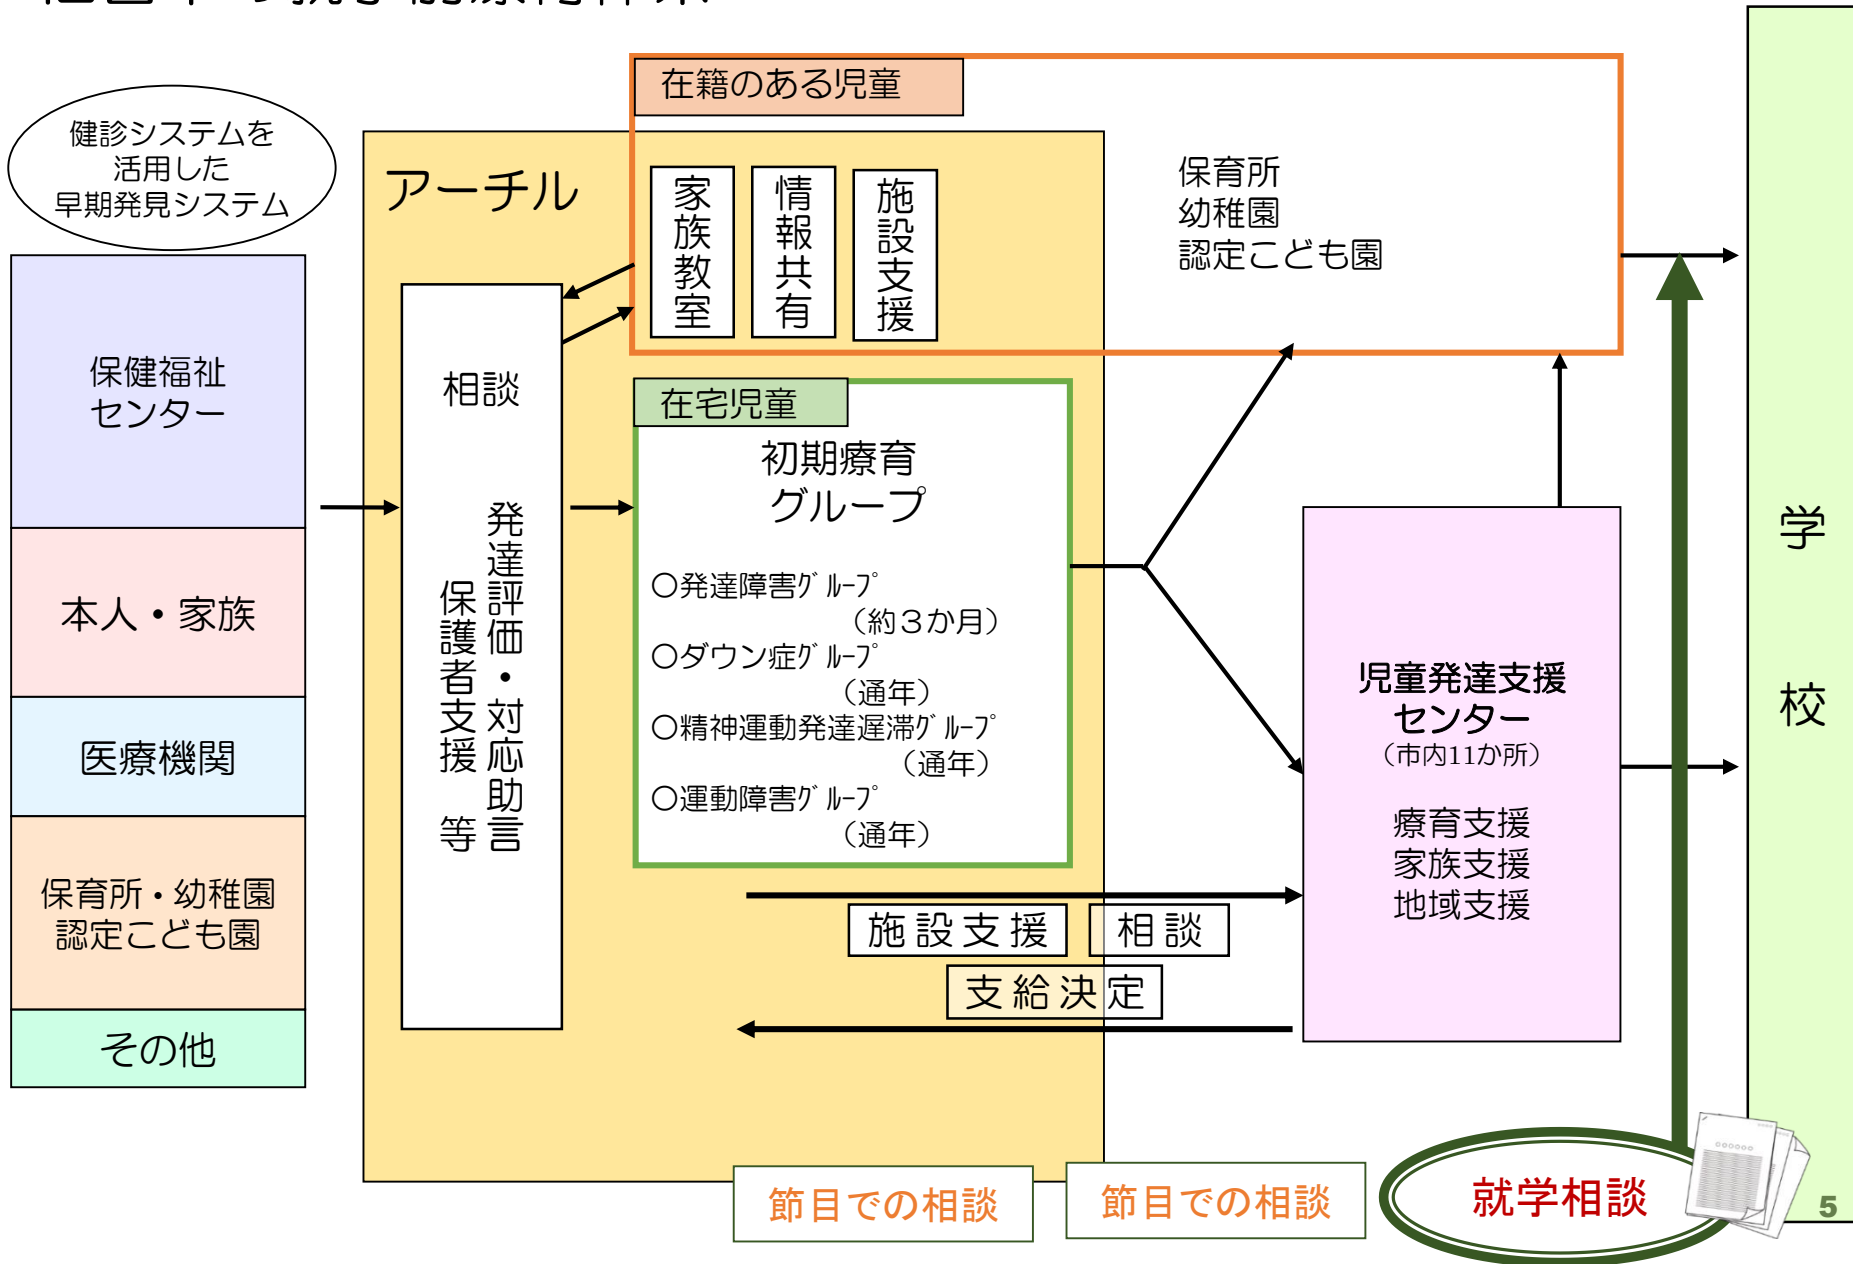 健診システムを
活用した
早期発見システム
保健福祉
センター
本人・家族
医療機関
保育所・幼稚園
認定こども園
その他
アーチル
相談
発達評価・対応助言
保護者支援 等
在籍のある児童
家族教室
情報共有
施設支援
保育所
幼稚園
認定こども園
在宅児童
初期療育
グループ
○発達障害グループ
（約３か月）
○ダウン症グループ
（通年）
○精神運動発達遅滞グループ
（通年）
○運動障害グループ
（通年）
施設支援
相談
支給決定
児童発達支援
センター
（市内11か所）
療育支援
家族支援
地域支援
学校
節目での相談
節目での相談
就学相談
5